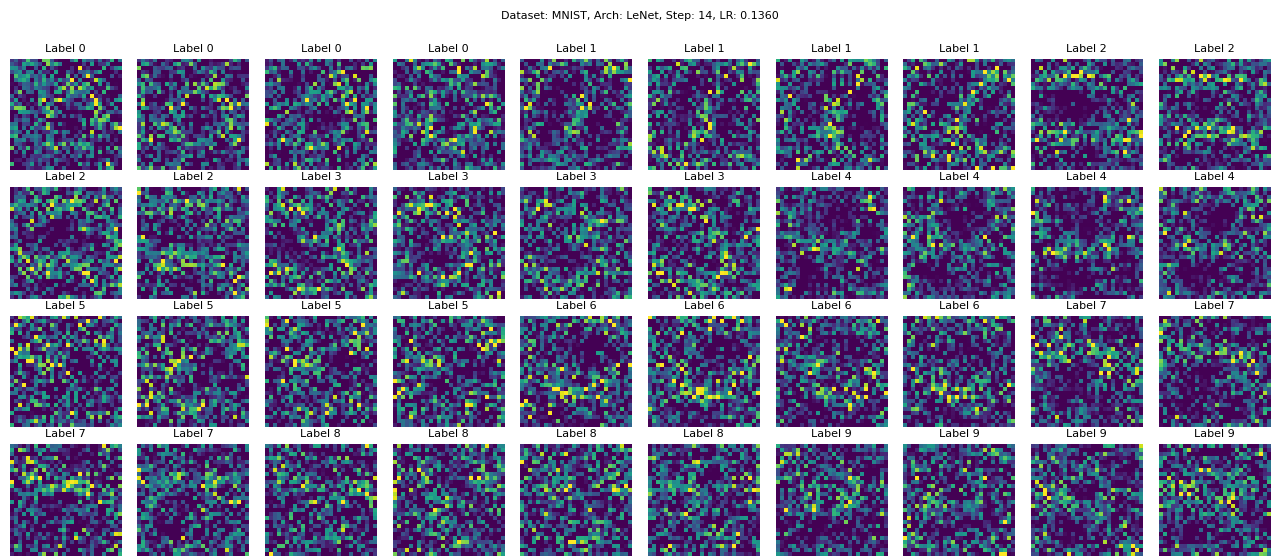 Dataset: MNIST, Arch: LeNet, Step: 14, LR: 0.1360
Label 0 Label 0 Label 0 Label 0 Label 1 Label 1 Label 1 Label 1 Label 2 Label 2
Label 2 Label 2 Label 3 Label 3 Label 3 Label 3 Label 4 Label 4 Label 4 Label 4
Label 5 Label 5 Label 5 Label 5 Label 6 Label 6 Label 6 Label 6 Label 7 Label 7
Label 7 Label 7 Label 8 Label 8 Label 8 Label 8 Label 9 Label 9 Label 9 Label 9